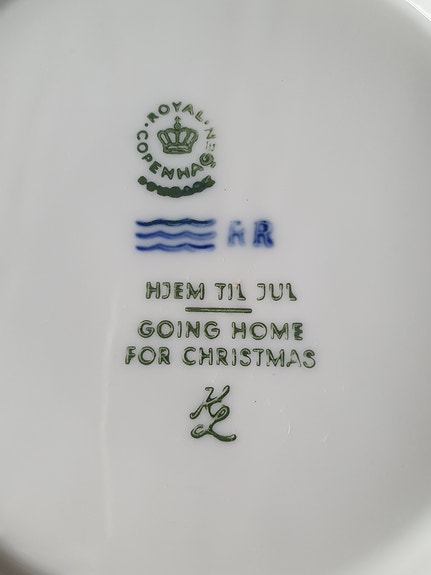 ROYAL
COPENHAGEN
DENMARK
HJEM TIL JUL
GOING HOME
FOR CHRISTMAS